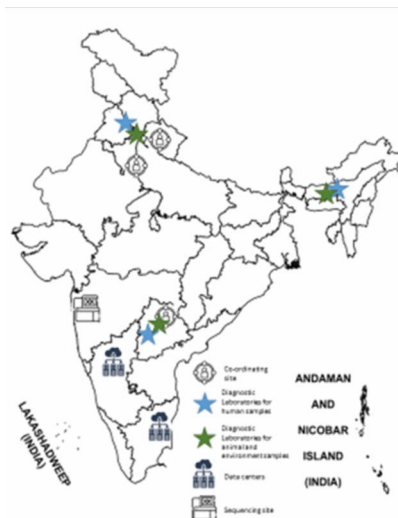 Co-ordinating
site
Diagnostic
Laboratories for
human samples
Diagnostic
Laboratories for
animal and
environment samples
Data centers
Sequencing site
ANDAMAN
AND
NICOBAR
ISLAND
(INDIA)
LAKASHADWEEP
(INDIA)